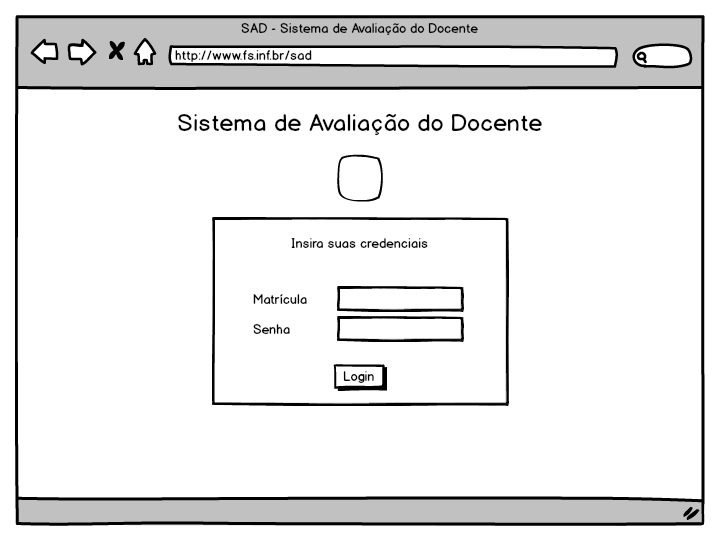 SAD - Sistema de Avaliação do Docente
http://www.fs.inf.br/sad
Sistema de Avaliação do Docente
Insira suas credenciais
Matrícula
Senha
Login